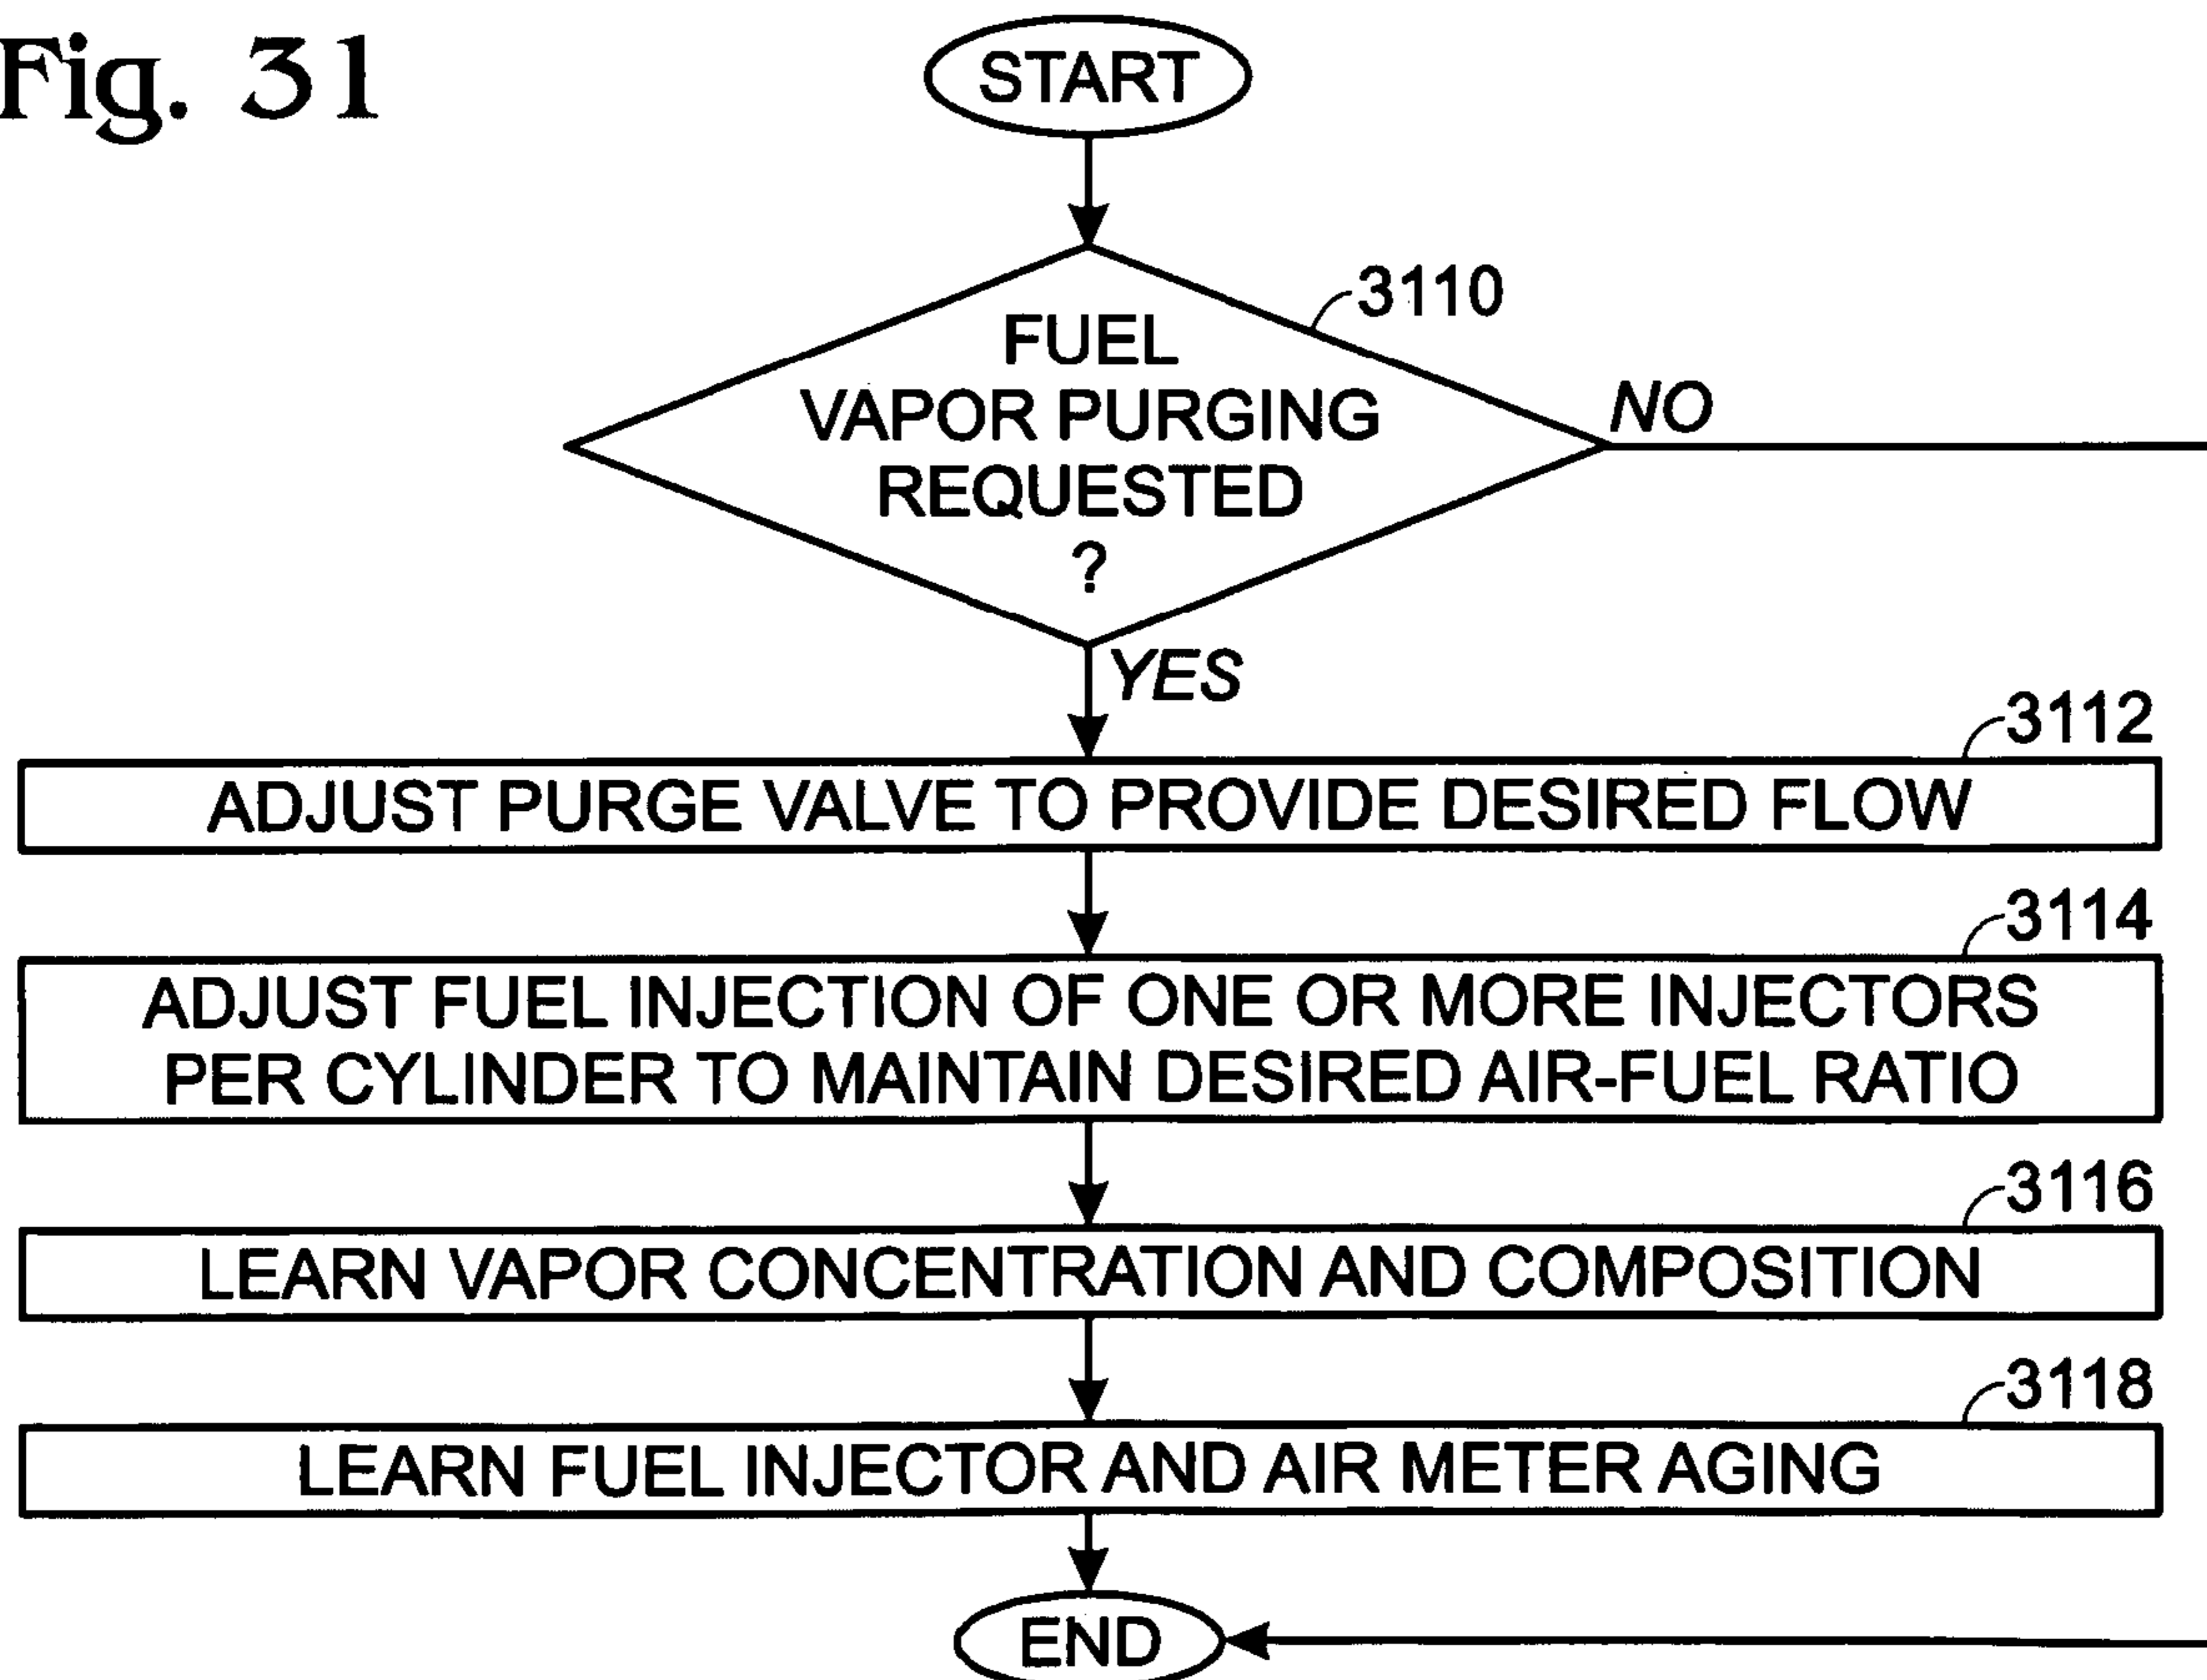 Fig. 31
START
3110
FUEL
VAPOR PURGING
REQUESTED
?
NO
YES
3112
ADJUST PURGE VALVE TO PROVIDE DESIRED FLOW
3114
ADJUST FUEL INJECTION OF ONE OR MORE INJECTORS
PER CYLINDER TO MAINTAIN DESIRED AIR-FUEL RATIO
3116
LEARN VAPOR CONCENTRATION AND COMPOSITION
3118
LEARN FUEL INJECTOR AND AIR METER AGING
END